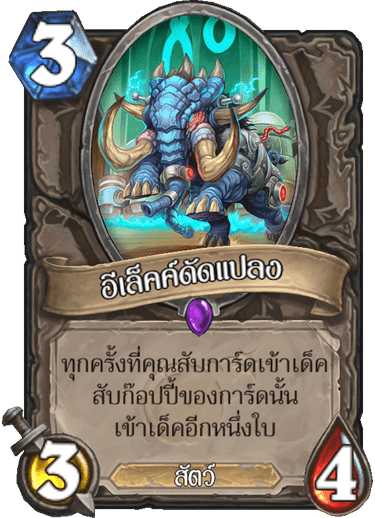 3
อีเล็คค์ดัดแปลง
ทุกครั้งที่คุณสับการ์ดเข้าเด็ค
สับก๊อปปี้ของการ์ดนั้น
เข้าเด็คอีกหนึ่งใบ
3
สัตว์
4